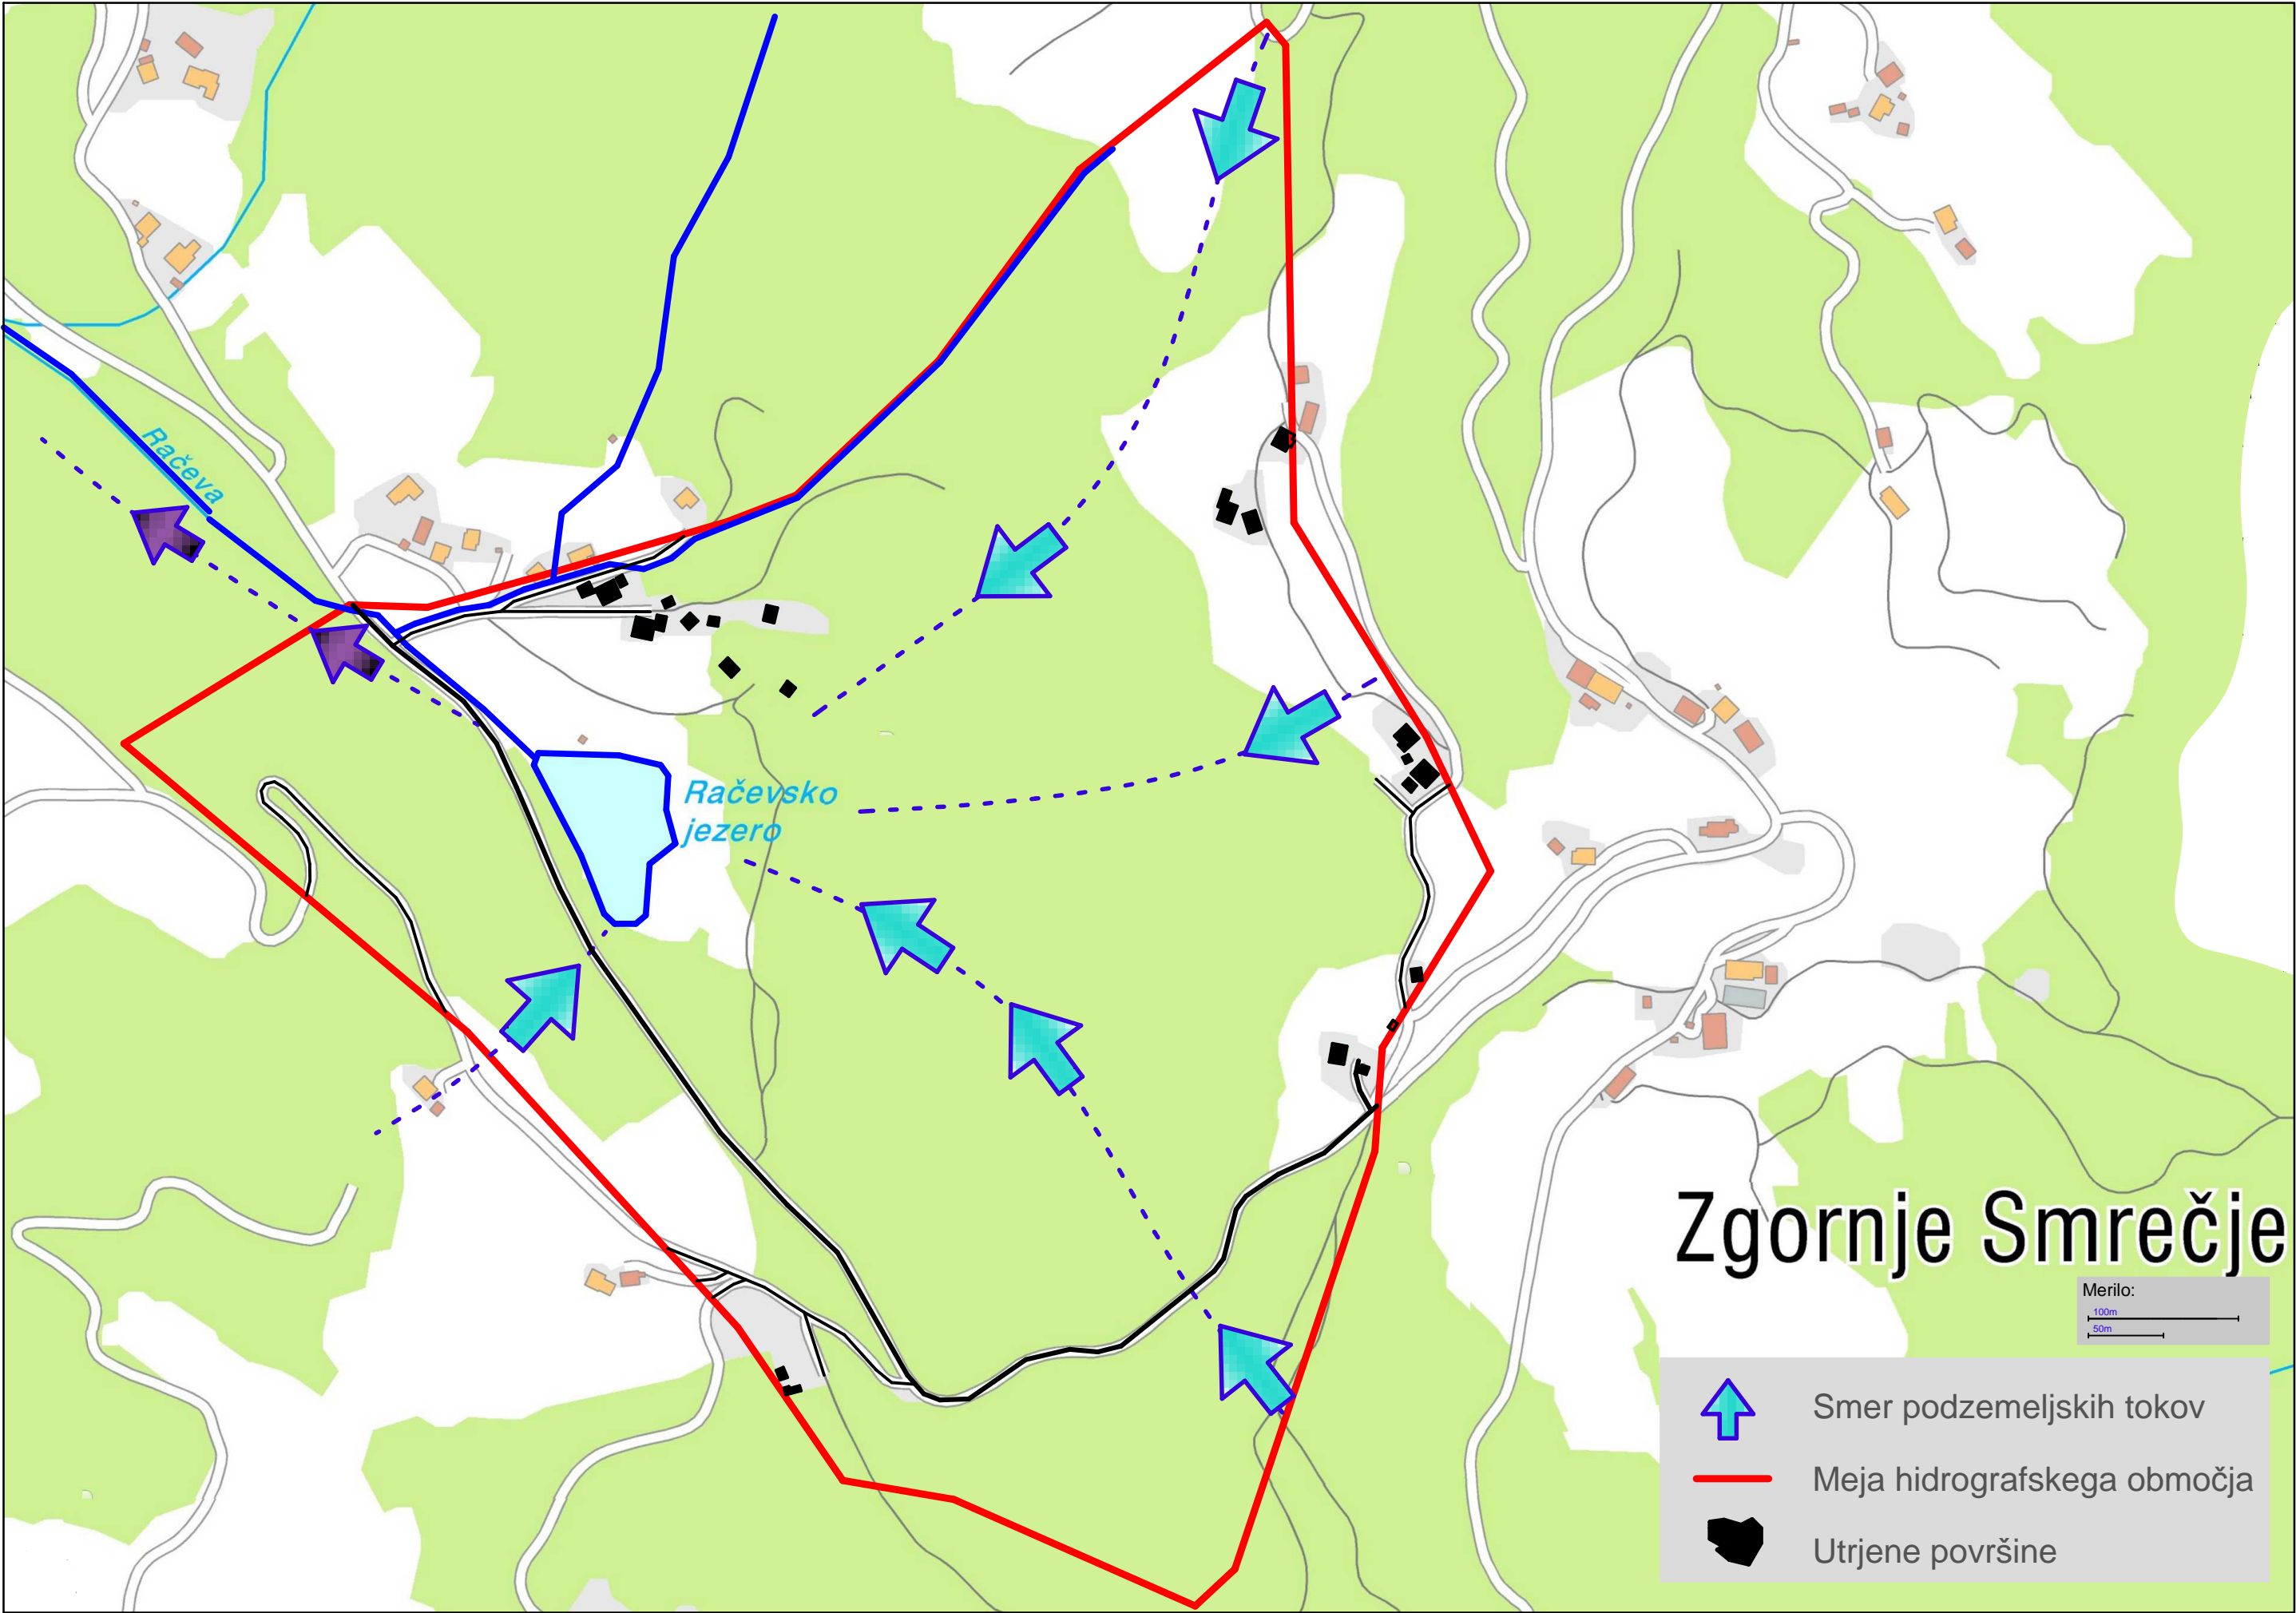 Račeva
Račevsko
jezero
Zgornje Smrečje
Merilo:
100m
50m
Smer podzemeljskih tokov
Meja hidrografskega območja
Utrjene površine